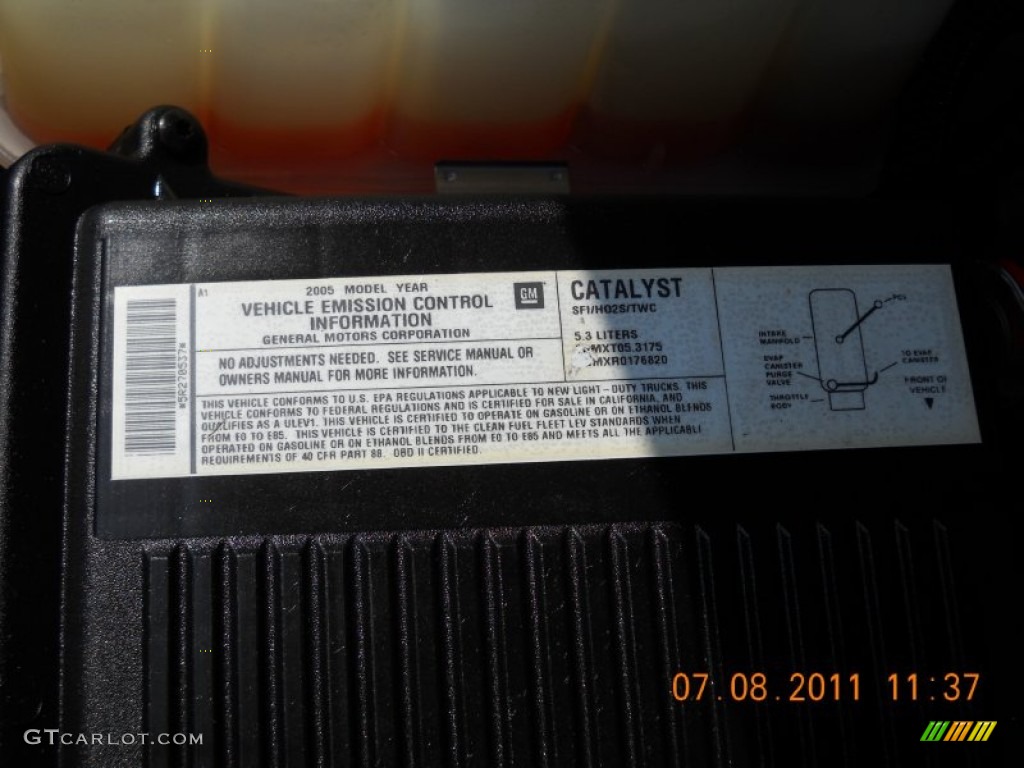 A1
2005 MODEL YEAR
VEHICLE EMISSION CONTROL
INFORMATION
GENERAL MOTORS CORPORATION
GM
NO ADJUSTMENTS NEEDED. SEE SERVICE MANUAL OR
OWNERS MANUAL FOR MORE INFORMATION.
THIS VEHICLE CONFORMS TO U.S. EPA REGULATIONS APPLICABLE TO NEW LIGHT - DUTY TRUCKS. THIS
VEHICLE CONFORMS TO FEDERAL REGULATIONS AND IS CERTIFIED FOR SALE IN CALIFORNIA, AND
QUALIFIES AS A ULEV1. THIS VEHICLE IS CERTIFIED TO OPERATE ON GASOLINE OR ON ETHANOL BLENDS
FROM E0 TO E85. THIS VEHICLE IS CERTIFIED TO THE CLEAN FUEL FLEET LEV STANDARDS WHEN
OPERATED ON GASOLINE OR ON ETHANOL BLENDS FROM E0 TO E85 AND MEETS ALL THE APPLICABLE
REQUIREMENTS OF 40 CFR PART 88. OBD II CERTIFIED.
CATALYST
SFI/HO2S/TWC
5.3 LITERS
MXT05.3175
MXR0176820
PCV
INTAKE
MANIFOLD
EVAP
CANISTER
PURGE
VALVE
THROTTLE
BODY
TO EVAP
CANISTER
FRONT OF
VEHICLE
07.08.2011 11:37
GTCARLOT.COM